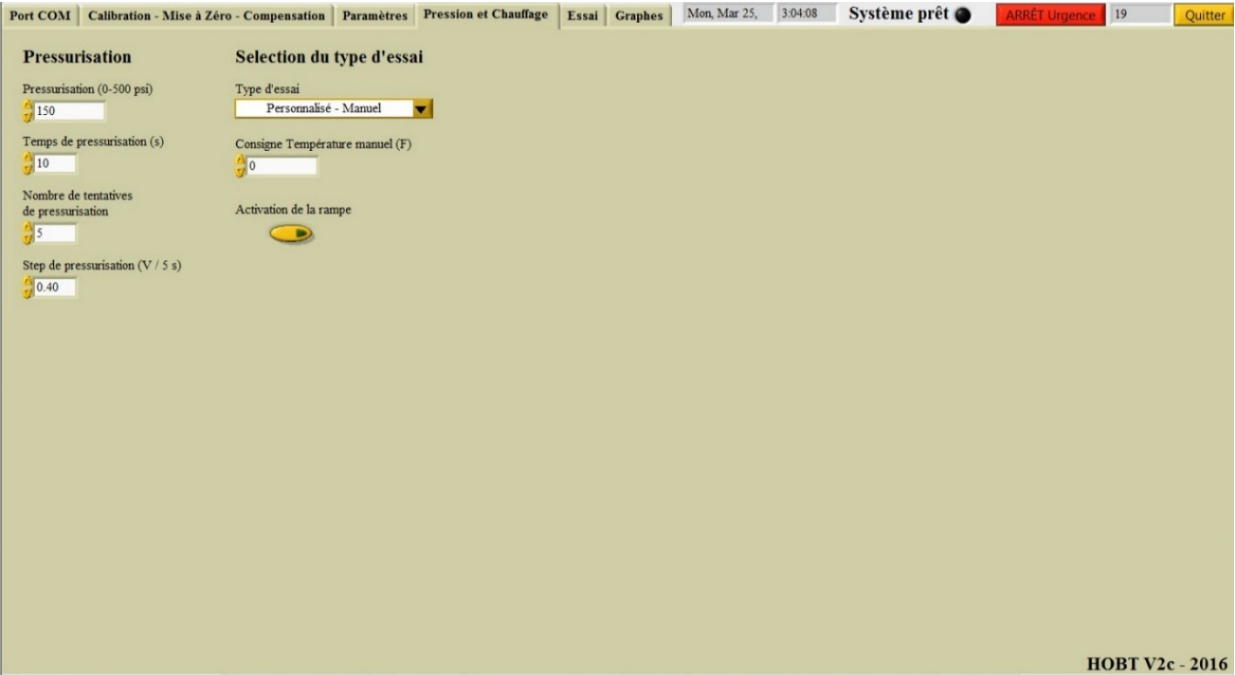 Port COM Calibration - Mise à Zéro - Compensation Paramètres Pression et Chauffage Essai Graphes Mon, Mar 25, 3:04:08 Système prêt ARRÊT Urgence 19 Quitter
Pressurisation
Pressurisation (0-500 psi)
150
Temps de pressurisation (s)
10
Nombre de tentatives
de pressurisation
5
Step de pressurisation (V / 5 s)
0.40
Selection du type d'essai
Type d'essai
Personnalisé - Manuel
Consigne Température manuel (F)
0
Activation de la rampe
HOBT V2c - 2016